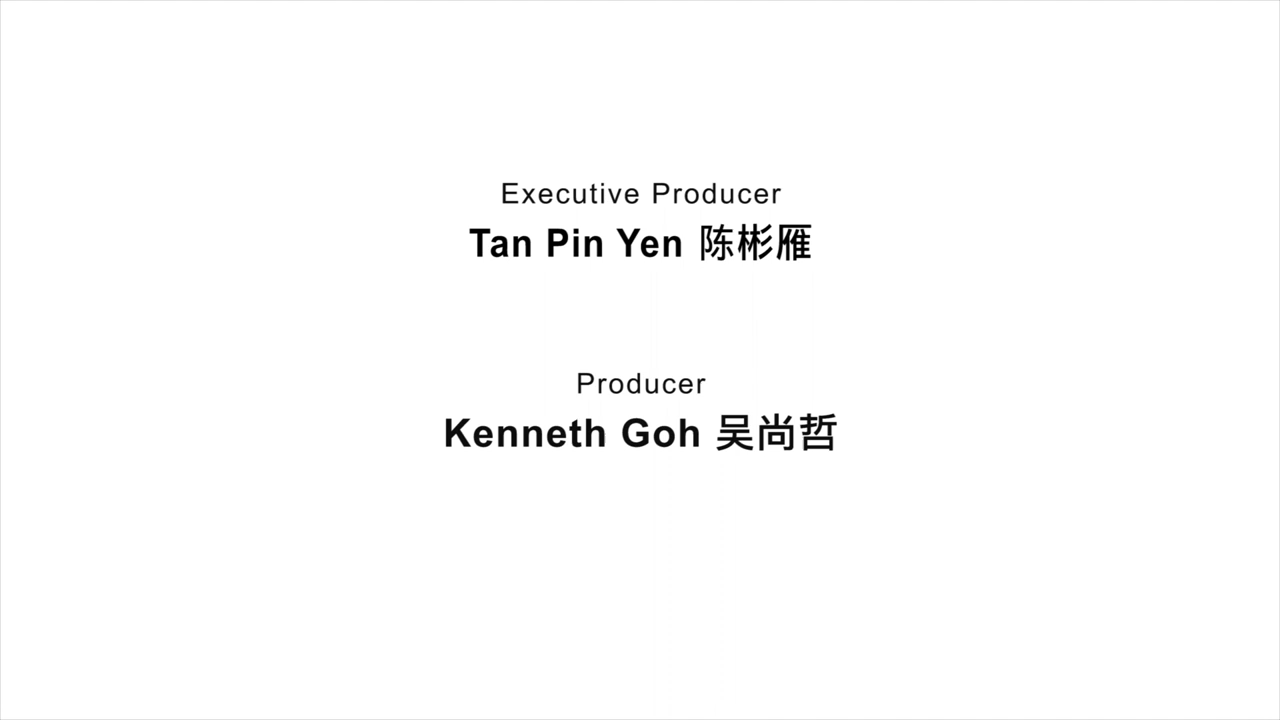 Executive Producer
Tan Pin Yen 陈彬雁
Producer
Kenneth Goh 吴尚哲